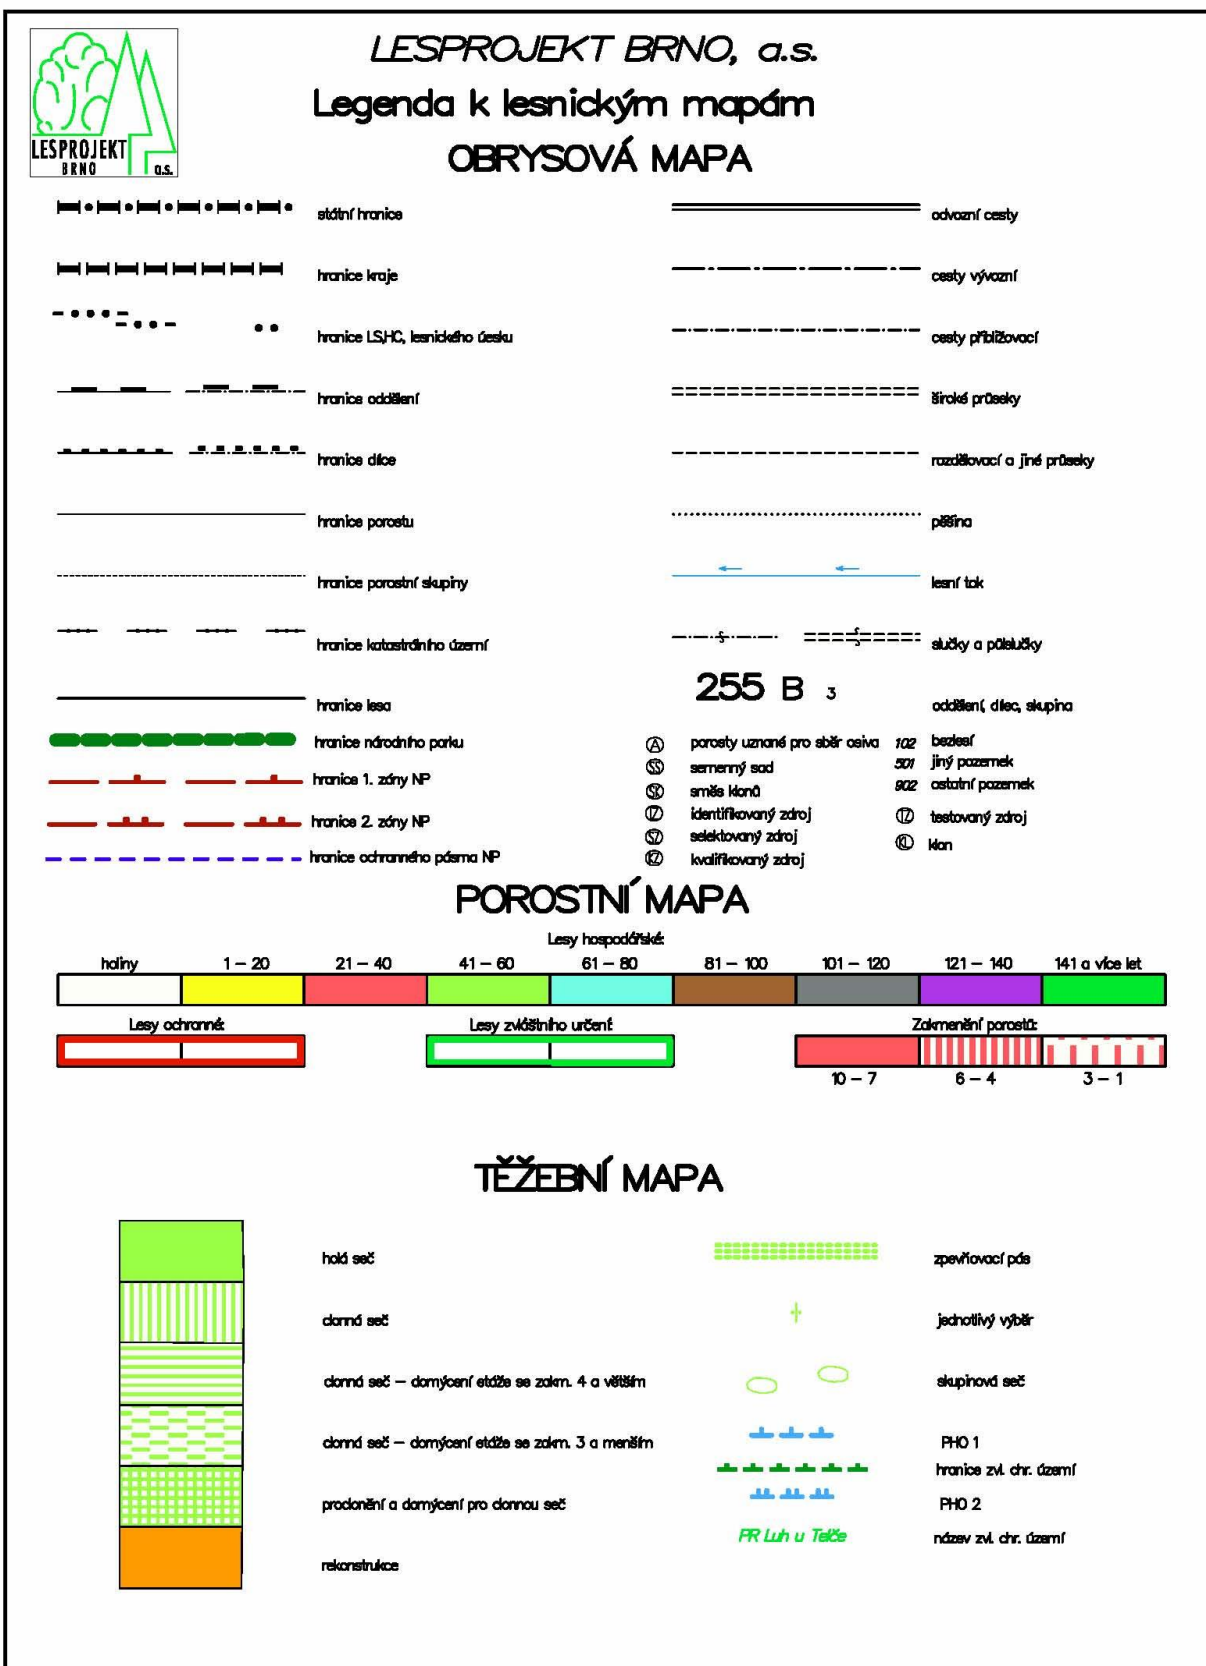 LESPROJEKT BRNO, a.s.
Legenda k lesnickým mapám
OBRYSOVÁ MAPA
LESPROJEKT
BRNO a.s.
státní hranice
hranice kraje
hranice LS,HC, lesnického úesku
hranice oddělení
hranice dílce
hranice porostu
hranice porostní skupiny
hranice katastrálního území
hranice lesa
hranice národního parku
hranice 1. zóny NP
hranice 2. zóny NP
hranice ochranného pásma NP
odvozní cesty
cesty vývozní
cesty přibližovací
široké průseky
rozdělovací a jiné průseky
pěšina
lesní tok
slučky a půlslučky
255 B 3 oddělení, dílec, skupina
A porosty uznané pro sběr osiva
SS semenný sad
SK směs klonů
IZ identifikovaný zdroj
SZ selektovaný zdroj
KZ kvalifikovaný zdroj
102 bezlesí
501 jiný pozemek
902 ostatní pozemek
TZ testovaný zdroj
KL klon
POROSTNÍ MAPA
Lesy hospodářské:
holiny 1 – 20 21 – 40 41 – 60 61 – 80 81 – 100 101 – 120 121 – 140 141 a více let
Lesy ochranné: Lesy zvláštního určení: Zakmenění porostů:
10 – 7 6 – 4 3 – 1
TĚŽEBNÍ MAPA
holá seč
clonná seč
clonná seč – domýcení etáže se zakm. 4 a větším
clonná seč – domýcení etáže se zakm. 3 a menším
proclonění a domýcení pro clonnou seč
rekonstrukce
zpevňovací pás
jednotlivý výběr
skupinová seč
PHO 1
hranice zvl. chr. území
PHO 2
PR Luh u Telče název zvl. chr. území